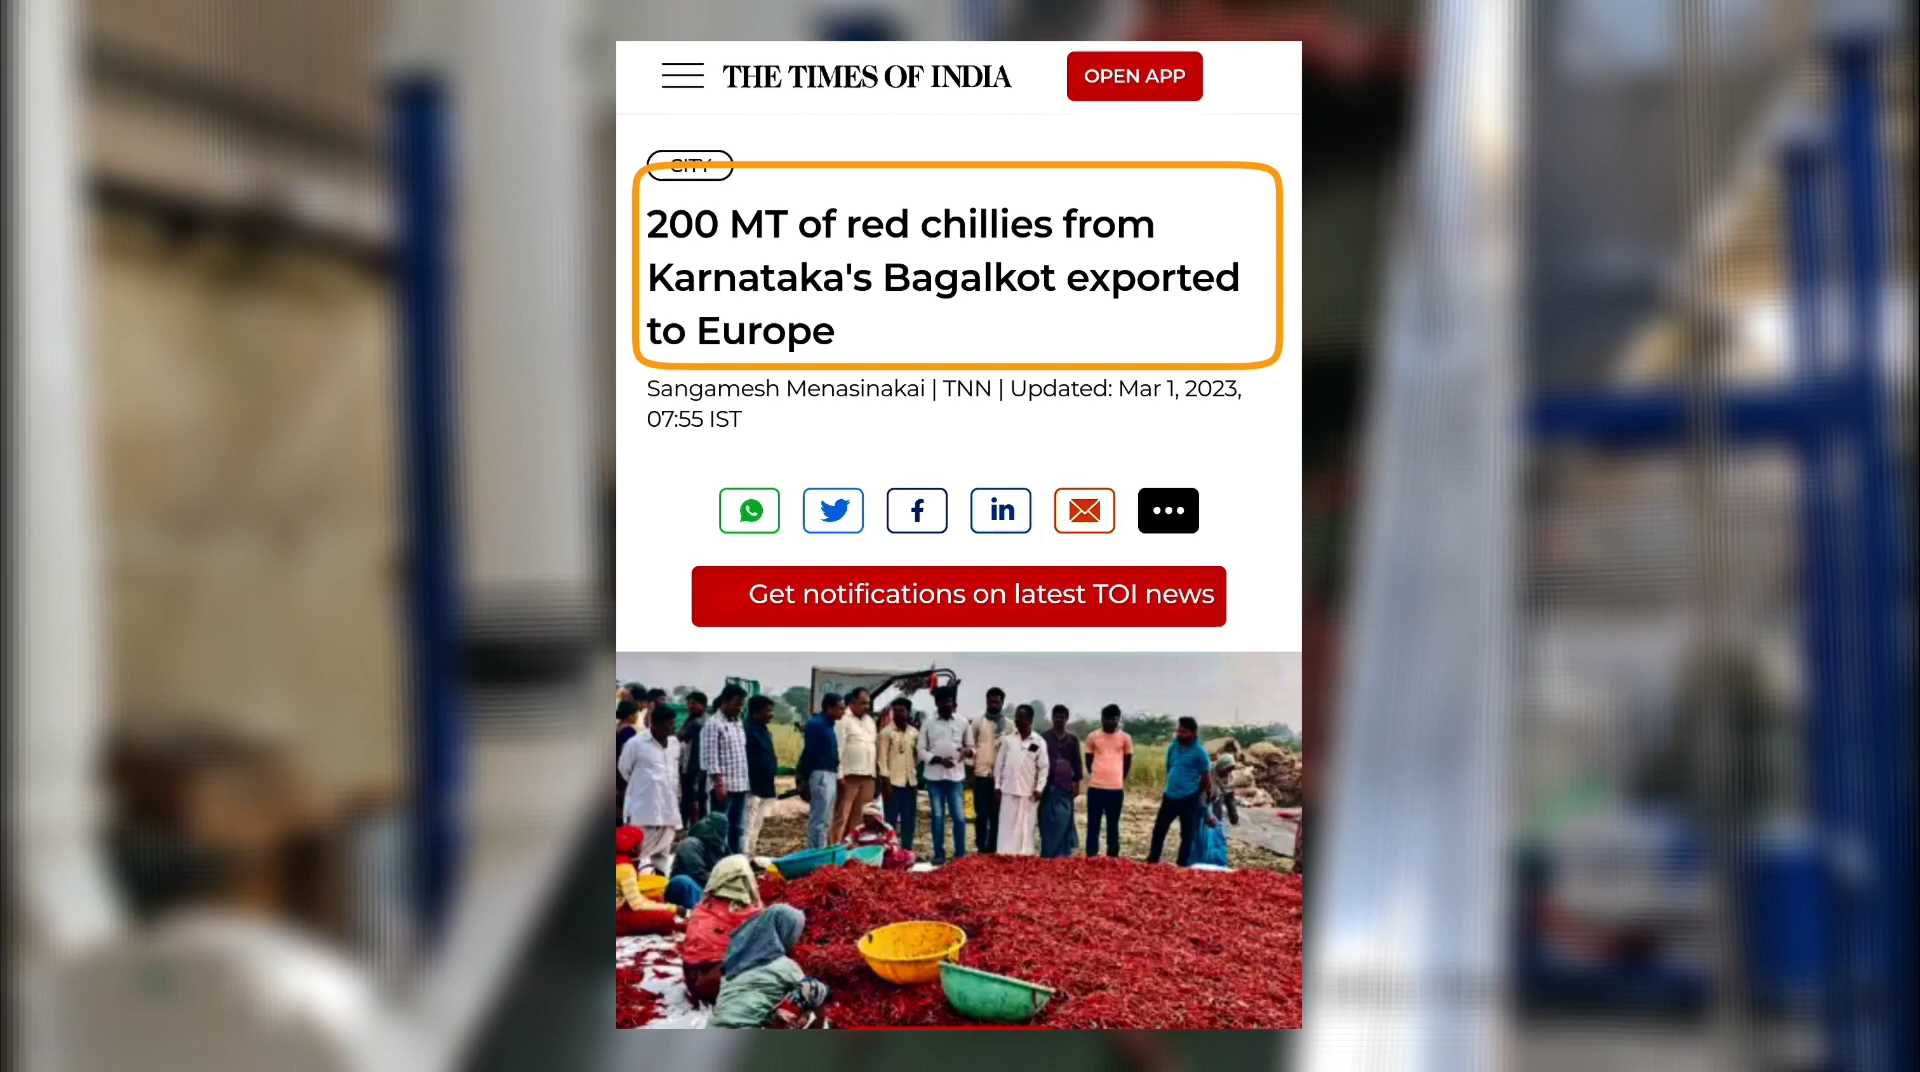 THE TIMES OF INDIA
OPEN APP
CITY
200 MT of red chillies from
Karnataka's Bagalkot exported
to Europe
Sangamesh Menasinakai | TNN | Updated: Mar 1, 2023,
07:55 IST
Get notifications on latest TOI news